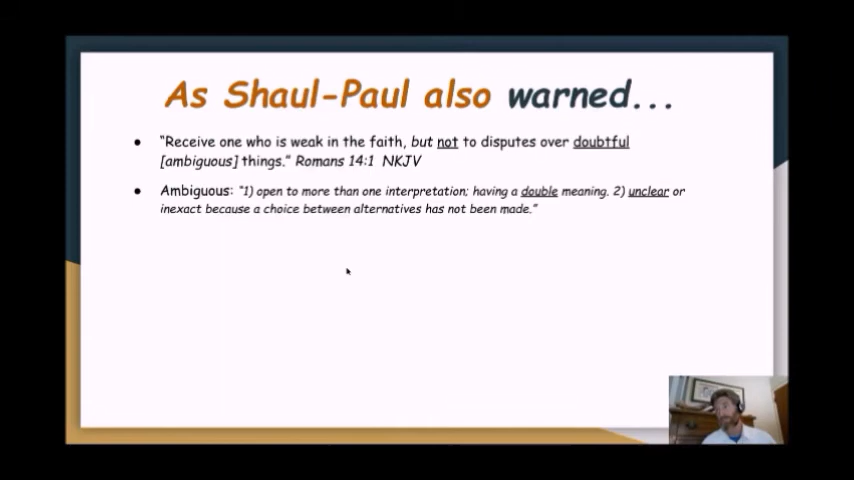 As Shaul-Paul also warned...
● “Receive one who is weak in the faith, but not to disputes over doubtful
[ambiguous] things.” Romans 14:1 NKJV
● Ambiguous: “1) open to more than one interpretation; having a double meaning. 2) unclear or
inexact because a choice between alternatives has not been made.”